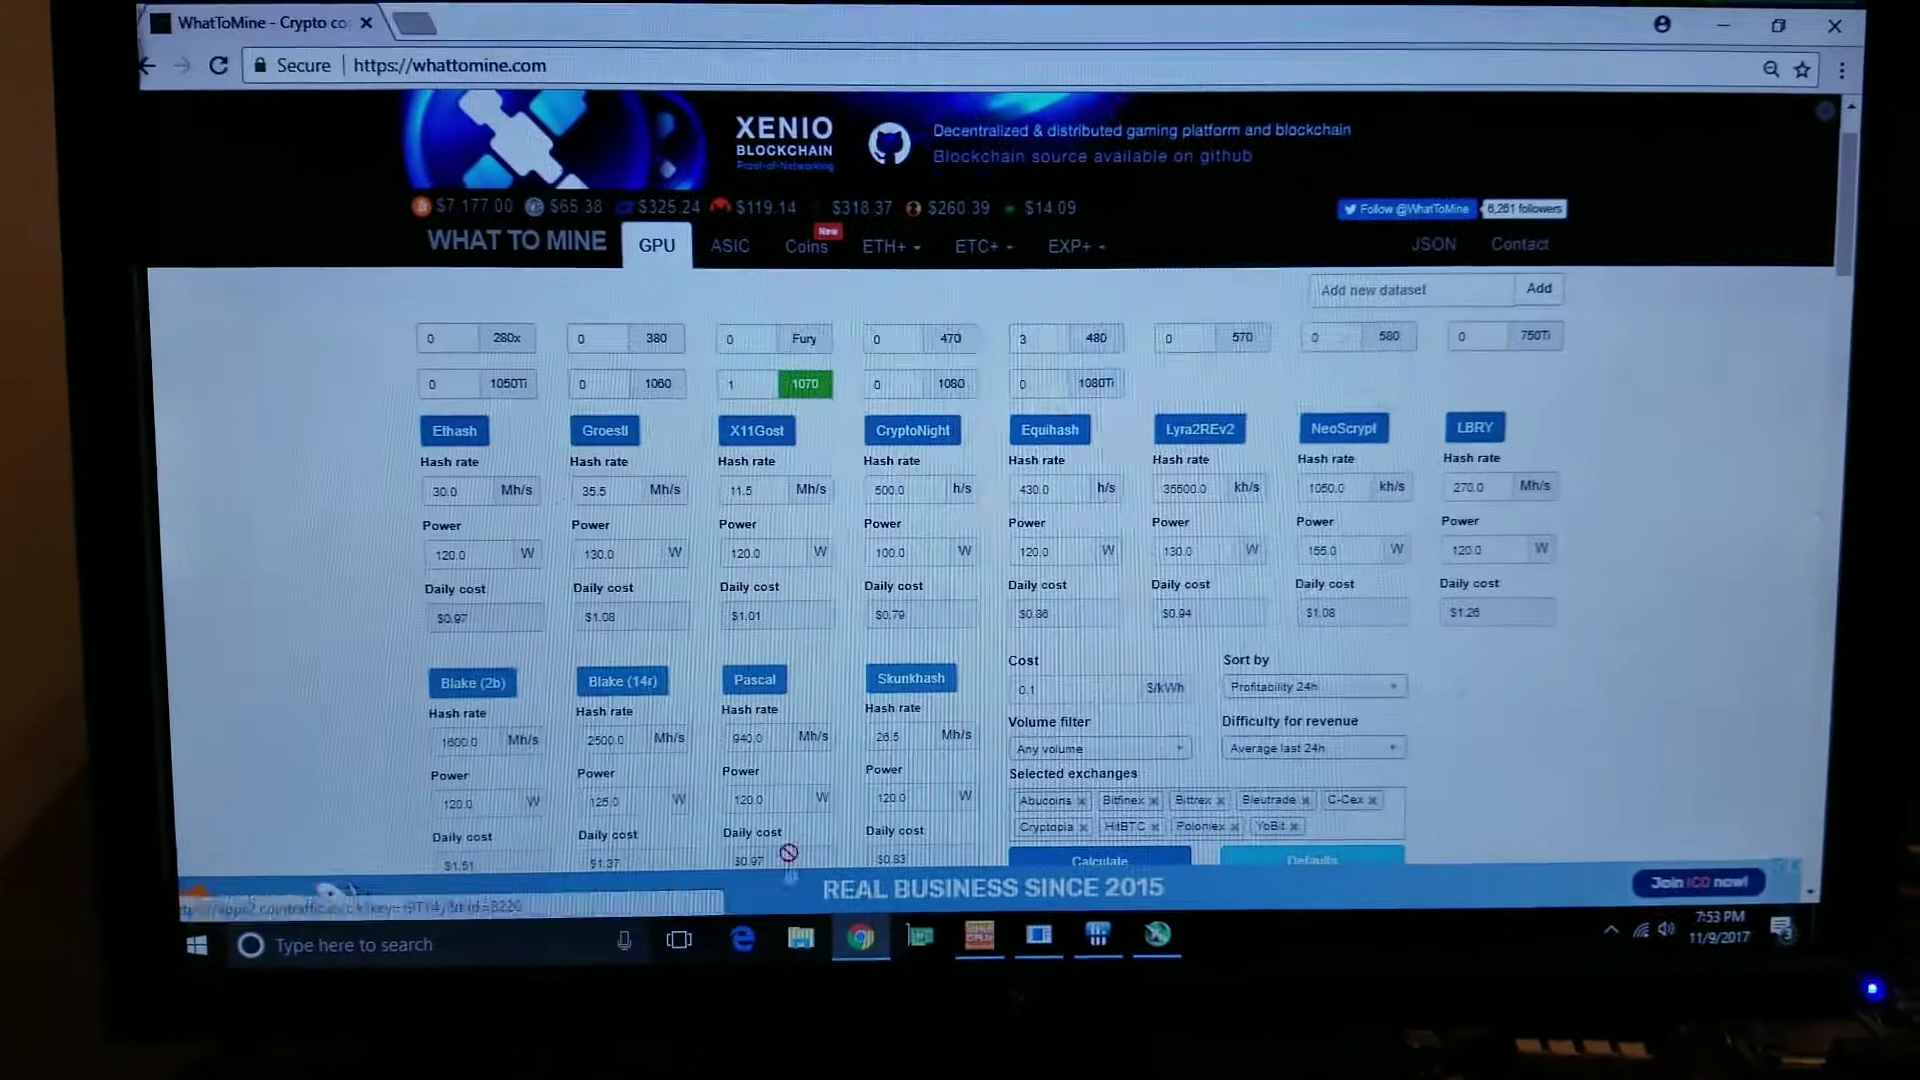 WhatToMine - Crypto co
Secure https://whattomine.com
XENIO
BLOCKCHAIN
Proof-of-Networking
Decentralized & distributed gaming platform and blockchain
Blockchain source available on github
$7,177.00 $65.38 $325.24 $119.14 $318.37 $260.39 $14.09
Follow @WhatToMine 6,261 followers
WHAT TO MINE GPU ASIC Coins New ETH+ ETC+ EXP+ JSON Contact
Add new dataset Add
0 280x 0 380 0 Fury 0 470 3 480 0 570 0 580 0 750Ti
0 1050Ti 0 1060 1 1070 0 1080 0 1080Ti
Ethash Groestl X11Gost CryptoNight Equihash Lyra2REv2 NeoScrypt LBRY
Hash rate Hash rate Hash rate Hash rate Hash rate Hash rate Hash rate Hash rate
30.0 Mh/s 35.5 Mh/s 11.5 Mh/s 500.0 h/s 430.0 h/s 35500.0 kh/s 1050.0 kh/s 270.0 Mh/s
Power Power Power Power Power Power Power Power
120.0 W 130.0 W 120.0 W 100.0 W 120.0 W 130.0 W 155.0 W 120.0 W
Daily cost Daily cost Daily cost Daily cost Daily cost Daily cost Daily cost Daily cost
$0.97 $1.08 $1.01 $0.79 $0.86 $0.94 $1.08 $1.26
Blake (2b) Blake (14r) Pascal Skunkhash
Hash rate Hash rate Hash rate Hash rate
1600.0 Mh/s 2500.0 Mh/s 940.0 Mh/s 26.5 Mh/s
Power Power Power Power
120.0 W 125.0 W 120.0 W 120.0 W
Daily cost Daily cost Daily cost Daily cost
$1.51 $1.37 $0.97 $0.83
Cost Sort by
0.1 $/kWh Profitability 24h
Volume filter Difficulty for revenue
Any volume Average last 24h
Selected exchanges
Abucoins x Bitfinex x Bittrex x Bleutrade x C-Cex x
Cryptopia x HitBTC x Poloniex x YoBit x
Calculate Defaults
REAL BUSINESS SINCE 2015
Join ICO now!
Type here to search
7:53 PM
11/9/2017
3